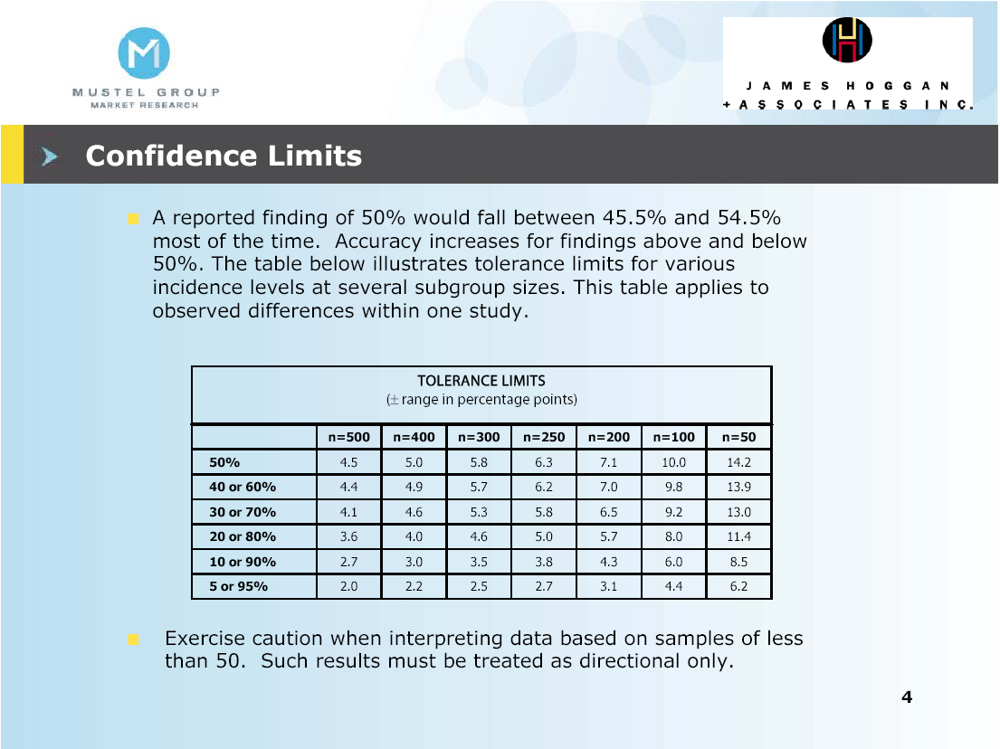 MUSTEL GROUP
MARKET RESEARCH
JAMES HOGGAN
+ ASSOCIATES INC.
Confidence Limits
A reported finding of 50% would fall between 45.5% and 54.5%
most of the time.  Accuracy increases for findings above and below
50%. The table below illustrates tolerance limits for various
incidence levels at several subgroup sizes. This table applies to
observed differences within one study.
TOLERANCE LIMITS
(± range in percentage points)
n=500 n=400 n=300 n=250 n=200 n=100 n=50
50% 4.5 5.0 5.8 6.3 7.1 10.0 14.2
40 or 60% 4.4 4.9 5.7 6.2 7.0 9.8 13.9
30 or 70% 4.1 4.6 5.3 5.8 6.5 9.2 13.0
20 or 80% 3.6 4.0 4.6 5.0 5.7 8.0 11.4
10 or 90% 2.7 3.0 3.5 3.8 4.3 6.0 8.5
5 or 95% 2.0 2.2 2.5 2.7 3.1 4.4 6.2
Exercise caution when interpreting data based on samples of less
than 50.  Such results must be treated as directional only.
4